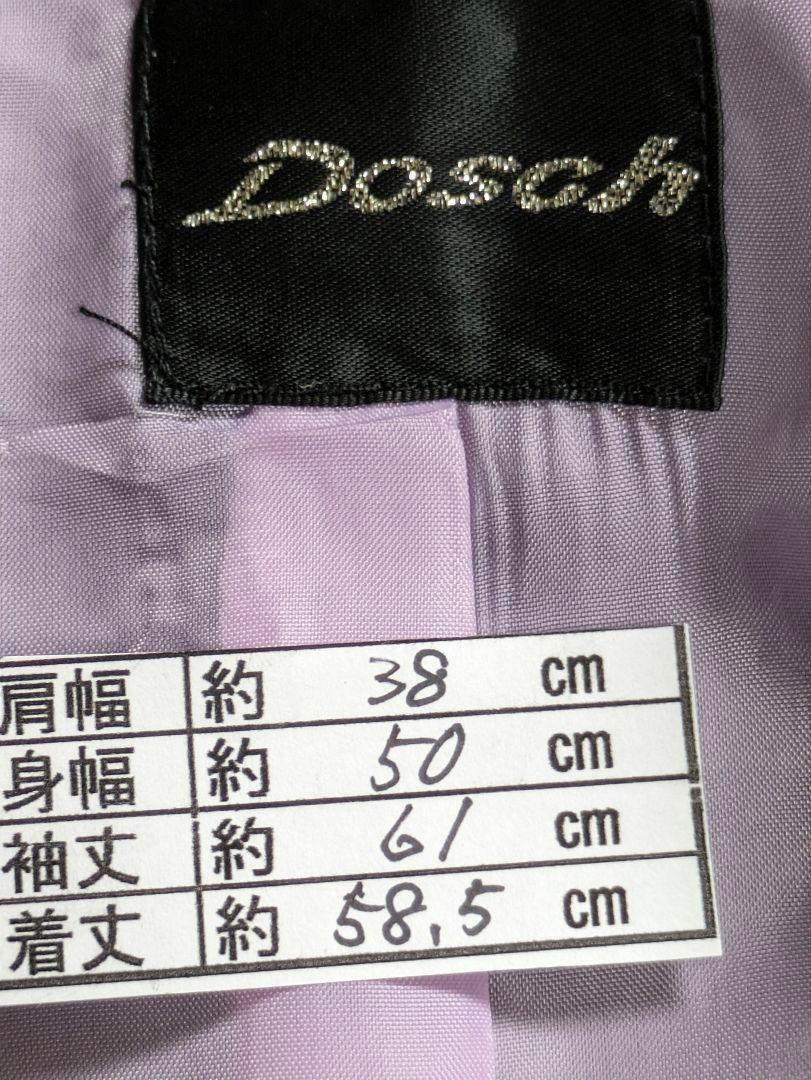 Dosch
肩幅 約 38 cm
身幅 約 50 cm
袖丈 約 61 cm
着丈 約 58.5 cm